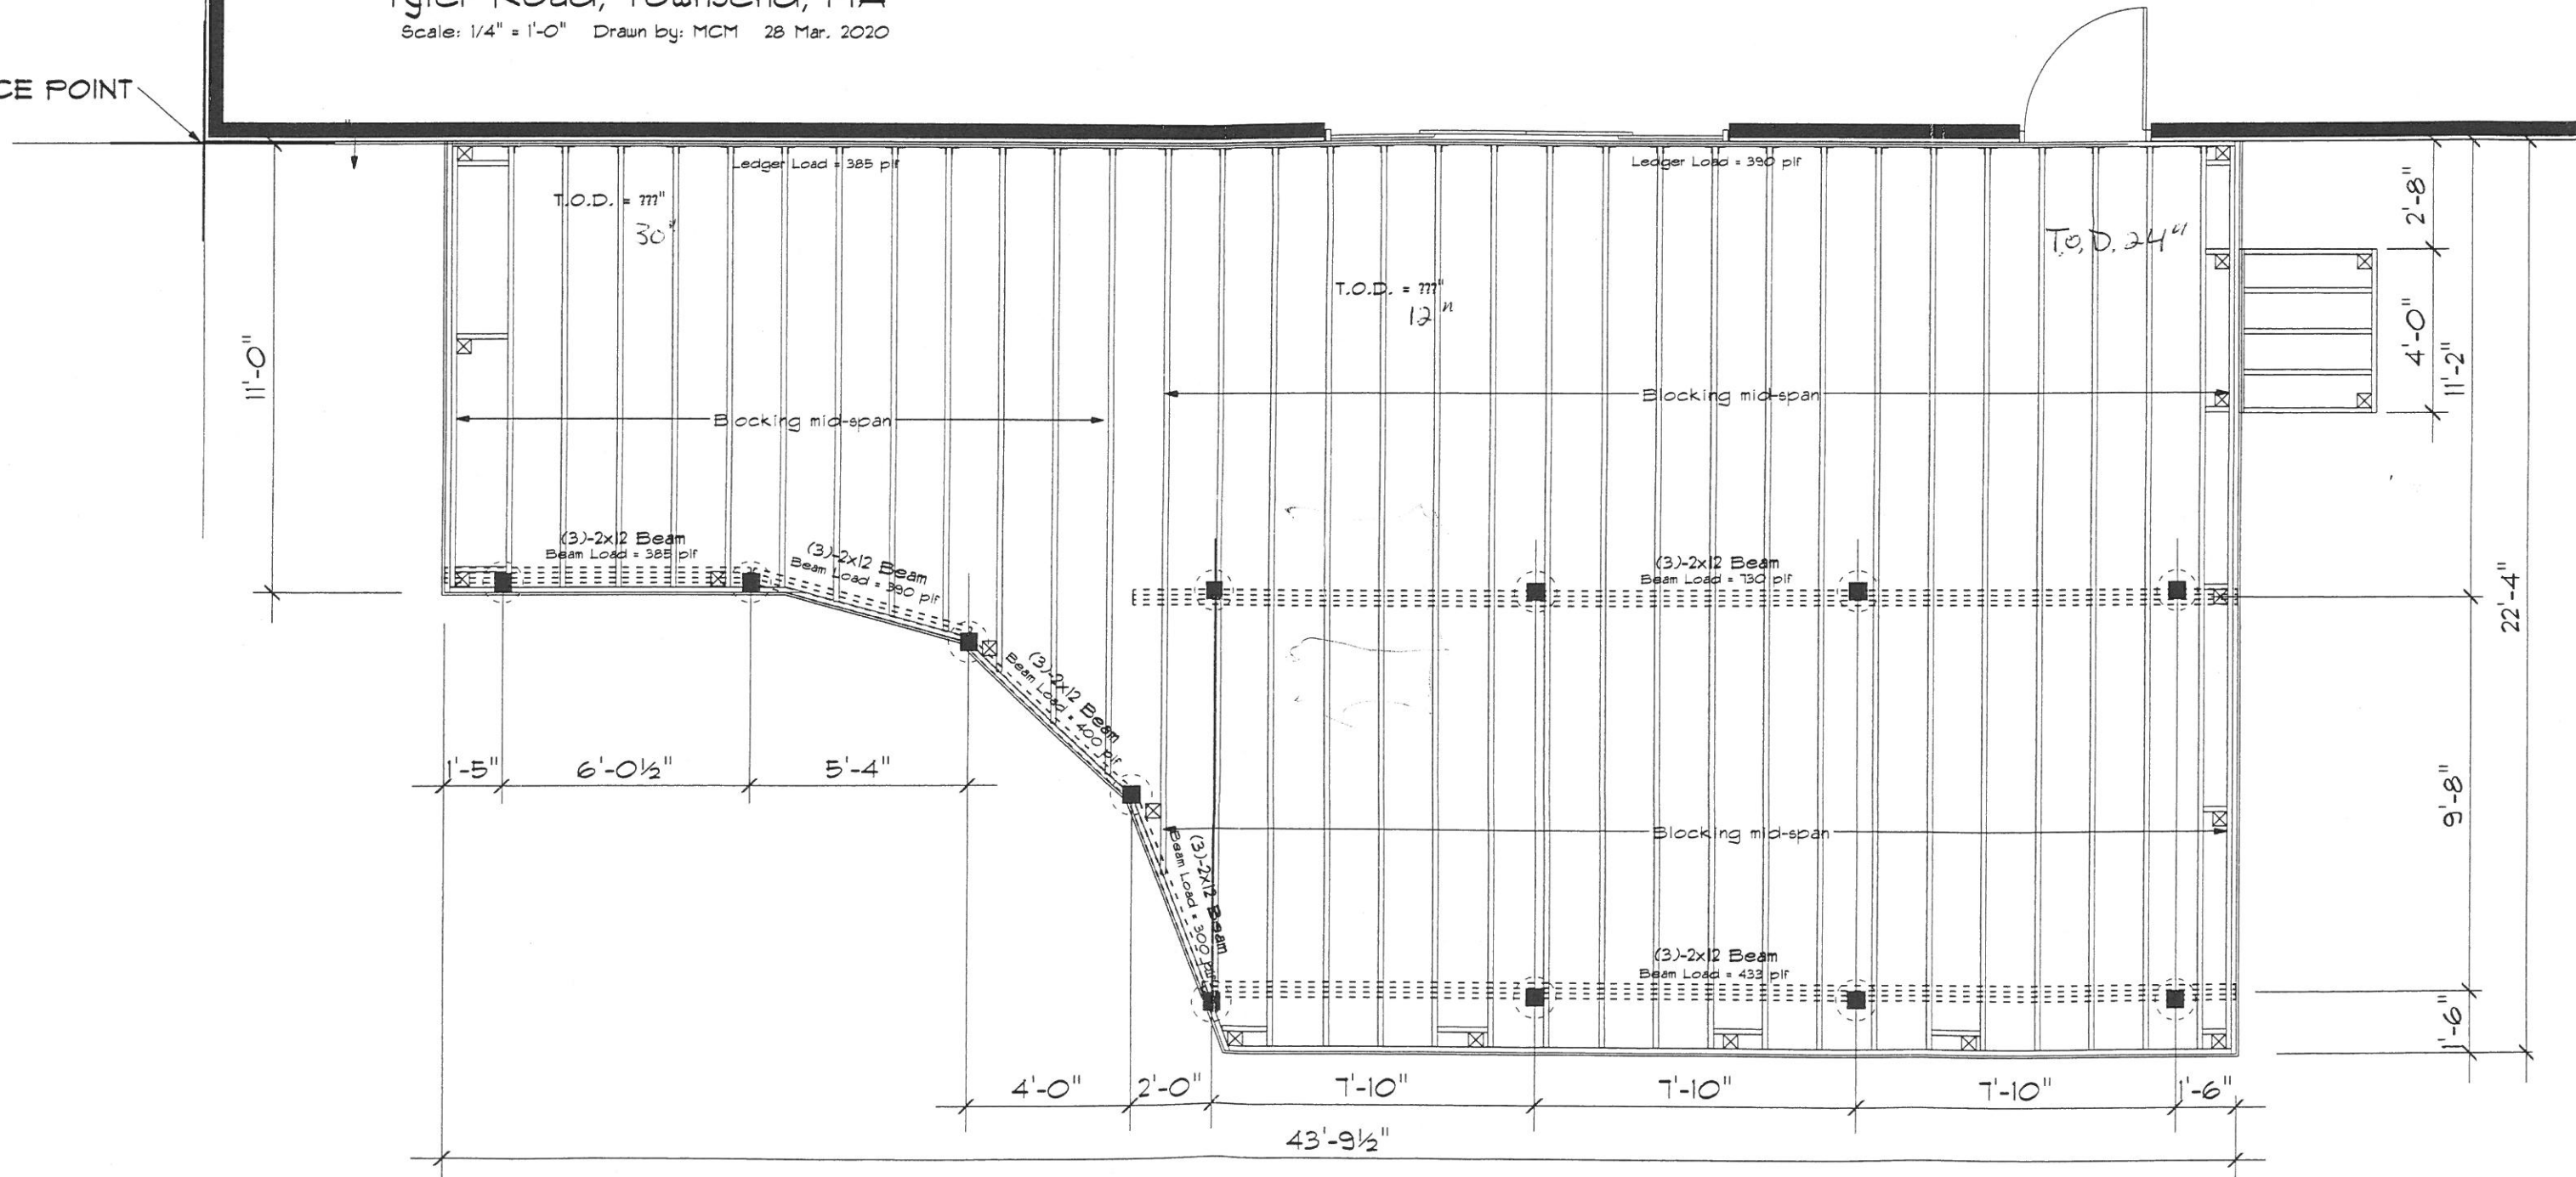 Tyler Road, Townsend, MA
Scale: 1/4" = 1'-0" Drawn by: MCM 28 Mar. 2020
CE POINT
Ledger Load = 385 plf
Ledger Load = 390 plf
T.O.D. = ???"
30"
T.O.D. 24"
T.O.D. = ???"
12"
2'-8"
4'-0"
11'-2"
11'-0"
22'-4"
Blocking mid-span
Blocking mid-span
(3)-2x12 Beam
Beam Load = 385 plf
(3)-2x12 Beam
Beam Load = 390 plf
(3)-2x12 Beam
Beam Load = 730 plf
(3)-2x12 Beam
Beam Load = 400 plf
1'-5"
6'-0½"
5'-4"
9'-8"
Blocking mid-span
(3)-2x12 Beam
Beam Load = 300 plf
(3)-2x12 Beam
Beam Load = 433 plf
1'-6"
4'-0"
2'-0"
7'-10"
7'-10"
7'-10"
1'-6"
43'-9½"